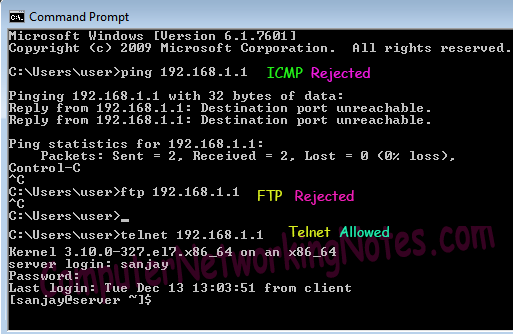 Command Prompt
Microsoft Windows [Version 6.1.7601]
Copyright (c) 2009 Microsoft Corporation.  All rights reserved.
C:\Users\user>ping 192.168.1.1 ICMP Rejected
Pinging 192.168.1.1 with 32 bytes of data:
Reply from 192.168.1.1: Destination port unreachable.
Reply from 192.168.1.1: Destination port unreachable.
Ping statistics for 192.168.1.1:
Packets: Sent = 2, Received = 2, Lost = 0 (0% loss),
Control-C
^C
C:\Users\user>ftp 192.168.1.1 FTP Rejected
^C
C:\Users\user>_
C:\Users\user>telnet 192.168.1.1 Telnet Allowed
Kernel 3.10.0-327.el7.x86_64 on an x86_64
server login: sanjay
Password:
Last login: Tue Dec 13 13:03:51 from client
[sanjay@server ~]$
ComputerNetworkingNotes.com